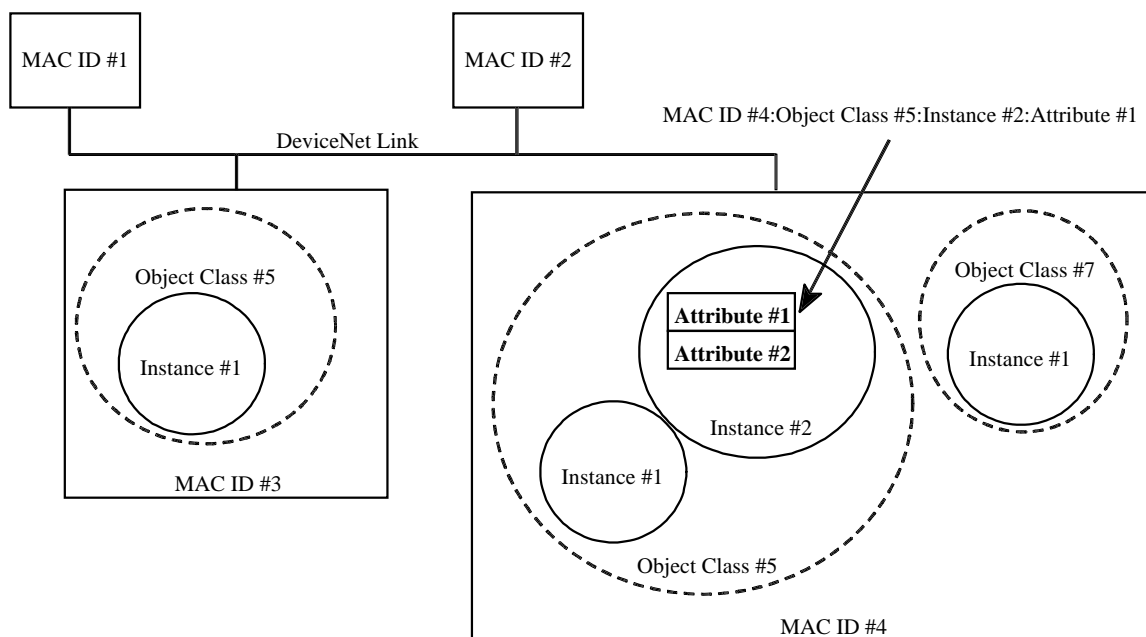 MAC ID #1
MAC ID #2
MAC ID #4:Object Class #5:Instance #2:Attribute #1
DeviceNet Link
Object Class #5
Instance #1
MAC ID #3
Attribute #1
Attribute #2
Instance #2
Instance #1
Object Class #5
Object Class #7
Instance #1
MAC ID #4